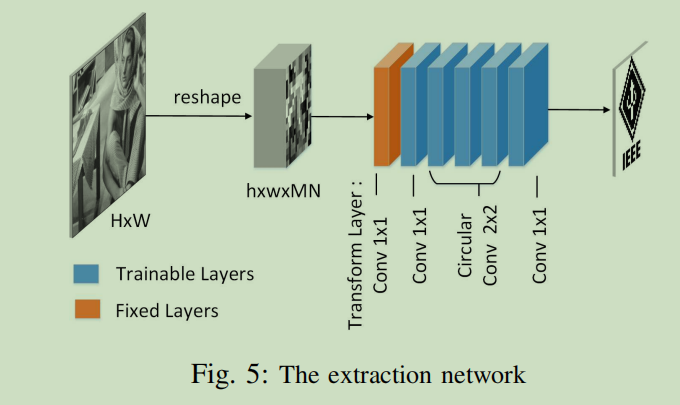 reshape
HxW
hxwxMN
Transform Layer :
Conv 1x1
Conv 1x1
Circular
Conv 2x2
Conv 1x1
IEEE
Trainable Layers
Fixed Layers
Fig. 5: The extraction network